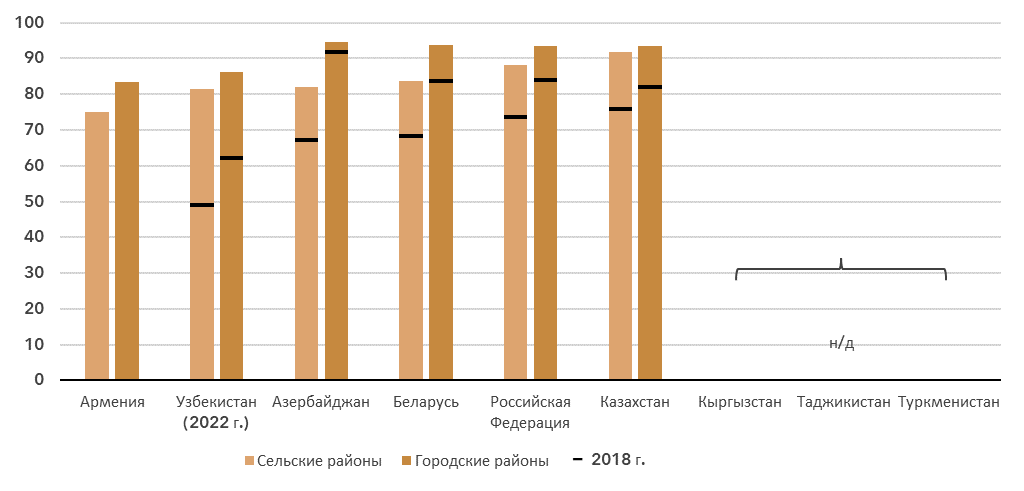 100
90
80
70
60
50
40
30
20
10
0
н/д
Армения
Узбекистан
(2022 г.)
Азербайджан
Беларусь
Российская
Федерация
Казахстан
Кыргызстан
Таджикистан
Туркменистан
Сельские районы
Городские районы
2018 г.